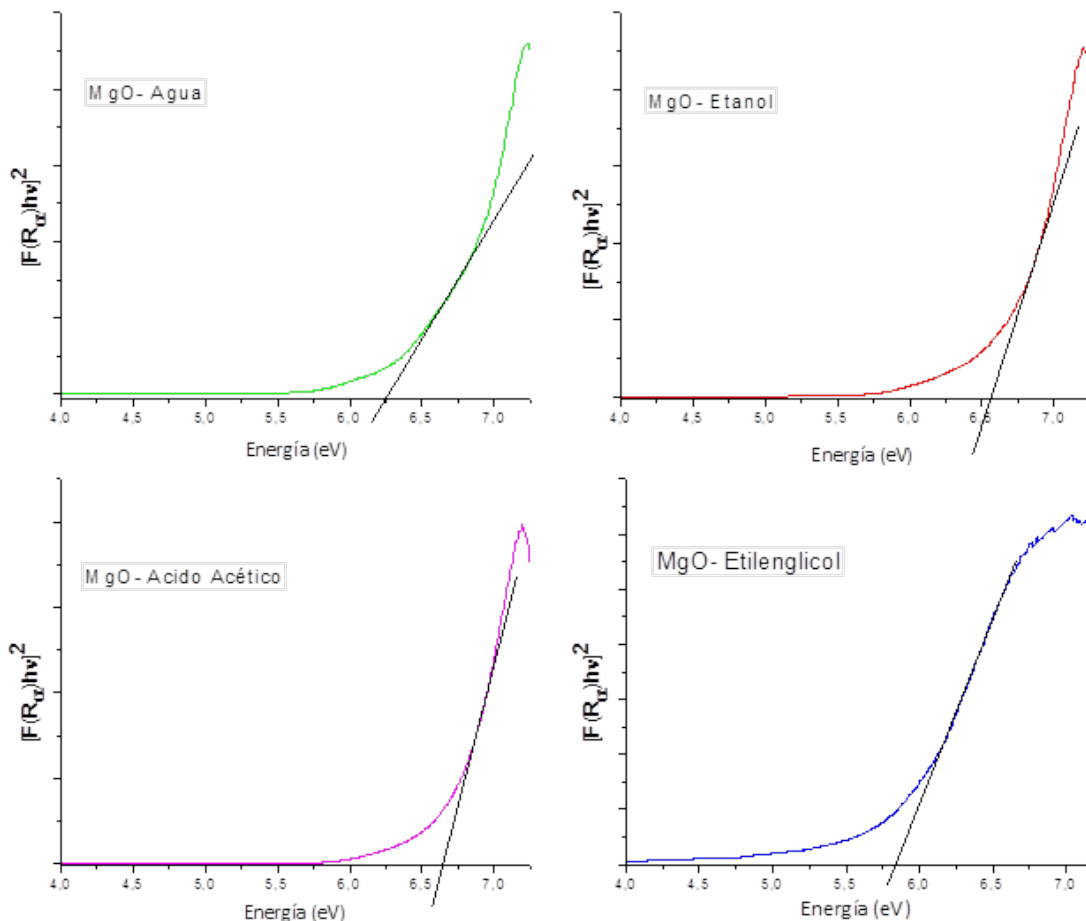 MgO- Agua
[F(Rα)hν]²
4,0 4,5 5,0 5,5 6,0 6,5 7,0
Energía (eV)
MgO- Etanol
[F(Rα)hν]²
4,0 4,5 5,0 5,5 6,0 6,5 7,0
Energía (eV)
MgO- Acido Acético
[F(Rα)hν]²
4,0 4,5 5,0 5,5 6,0 6,5 7,0
Energía (eV)
MgO- Etilenglicol
[F(Rα)hν]²
4,0 4,5 5,0 5,5 6,0 6,5 7,0
Energía (eV)